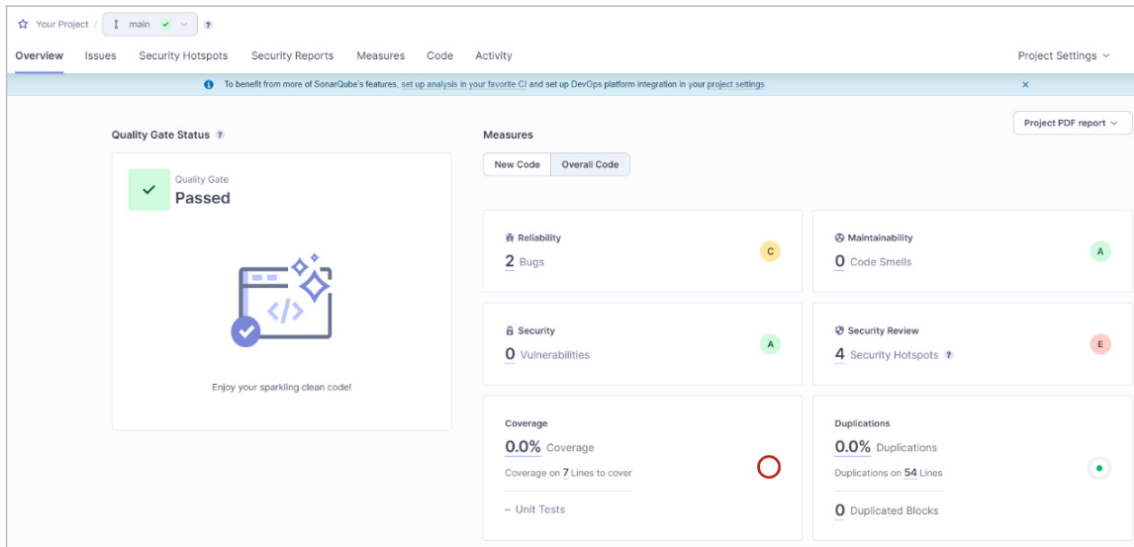 Your Project / main ?
Overview Issues Security Hotspots Security Reports Measures Code Activity Project Settings
To benefit from more of SonarQube's features, set up analysis in your favorite CI and set up DevOps platform integration in your project settings.
Project PDF report
Quality Gate Status ?
Quality Gate
Passed
Enjoy your sparkling clean code!
Measures
New Code Overall Code
Reliability
2 Bugs
C
Maintainability
0 Code Smells
A
Security
0 Vulnerabilities
A
Security Review
4 Security Hotspots ?
E
Coverage
0.0% Coverage
Coverage on 7 Lines to cover
– Unit Tests
Duplications
0.0% Duplications
Duplications on 54 Lines
0 Duplicated Blocks